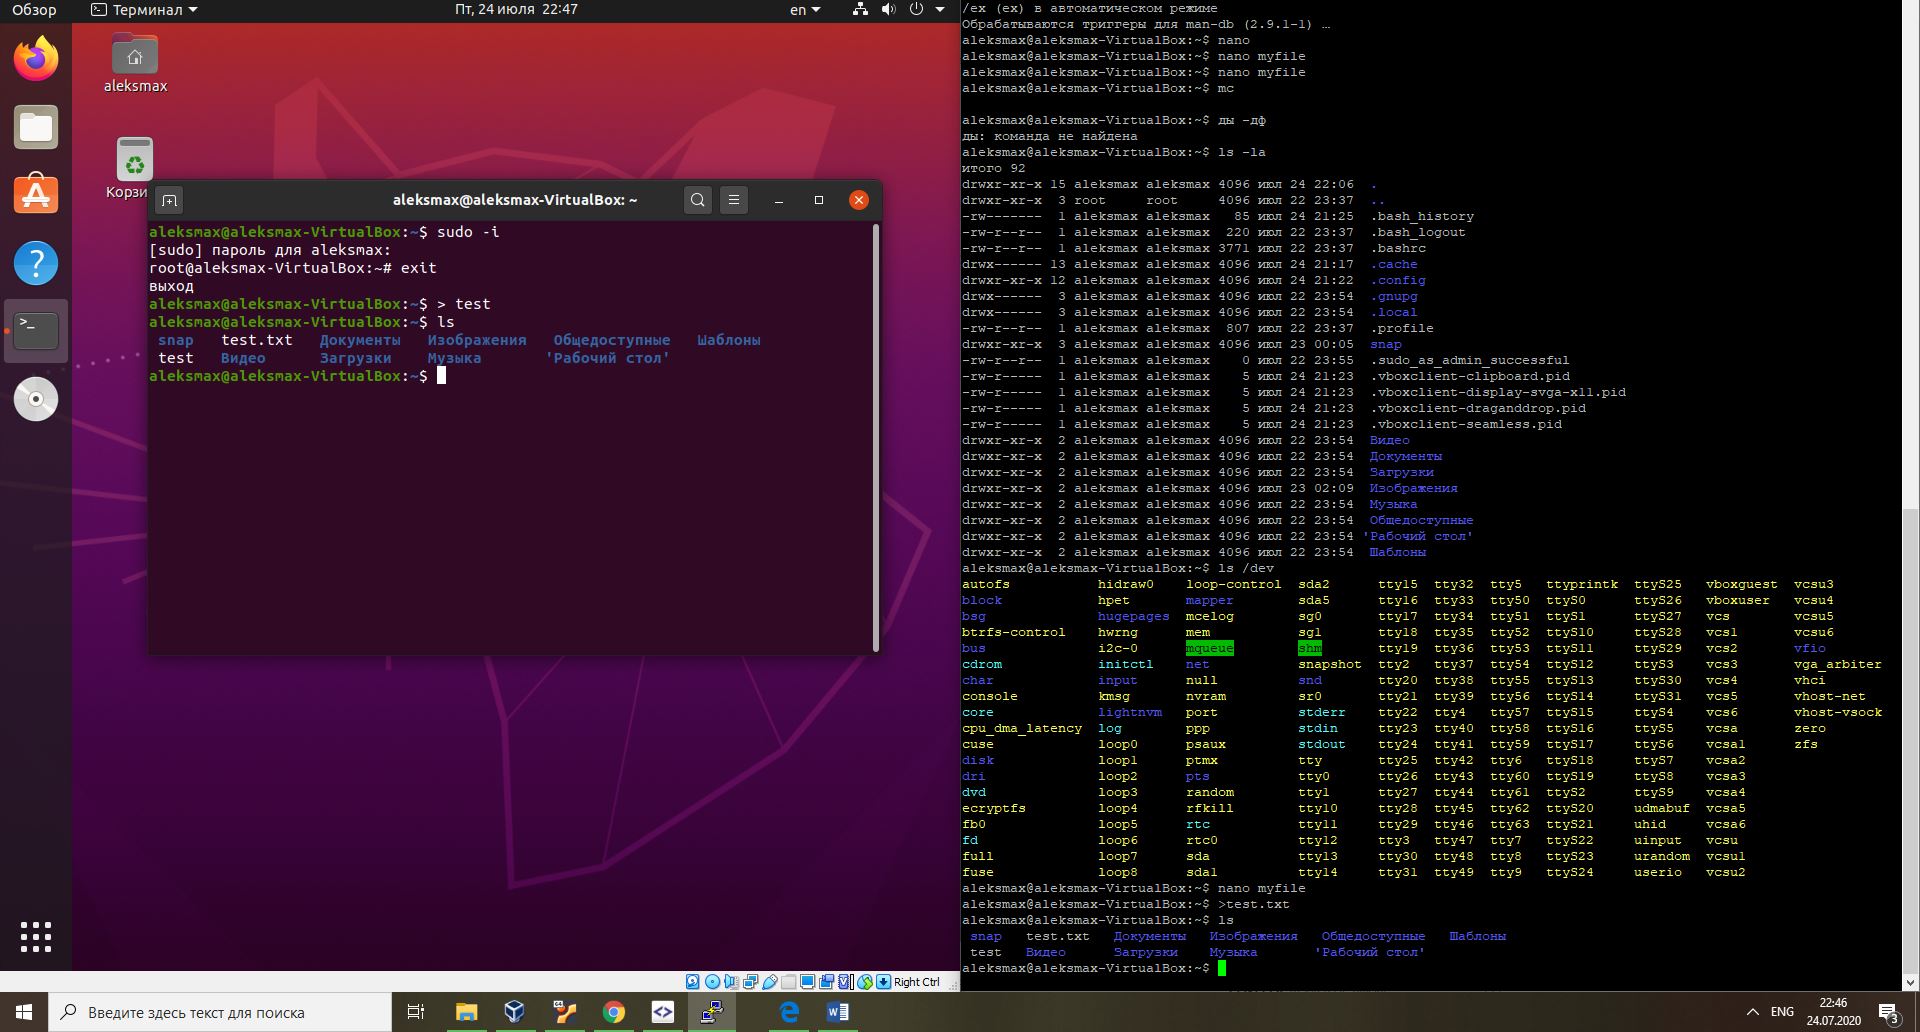 Обзор Терминал Пт, 24 июля 22:47 en
aleksmax
Корзи
aleksmax@aleksmax-VirtualBox: ~
aleksmax@aleksmax-VirtualBox:~$ sudo -i
[sudo] пароль для aleksmax:
root@aleksmax-VirtualBox:~# exit
выход
aleksmax@aleksmax-VirtualBox:~$ > test
aleksmax@aleksmax-VirtualBox:~$ ls
snap test.txt Документы Изображения Общедоступные Шаблоны
test Видео Загрузки Музыка 'Рабочий стол'
aleksmax@aleksmax-VirtualBox:~$
Right Ctrl
/ex (ex) в автоматическом режиме
Обрабатываются триггеры для man-db (2.9.1-1) …
aleksmax@aleksmax-VirtualBox:~$ nano
aleksmax@aleksmax-VirtualBox:~$ nano myfile
aleksmax@aleksmax-VirtualBox:~$ nano myfile
aleksmax@aleksmax-VirtualBox:~$ mc
aleksmax@aleksmax-VirtualBox:~$ ды -дф
ды: команда не найдена
aleksmax@aleksmax-VirtualBox:~$ ls -la
итого 92
drwxr-xr-x 15 aleksmax aleksmax 4096 июл 24 22:06 .
drwxr-xr-x 3 root root 4096 июл 22 23:37 ..
-rw------- 1 aleksmax aleksmax 85 июл 24 21:25 .bash_history
-rw-r--r-- 1 aleksmax aleksmax 220 июл 22 23:37 .bash_logout
-rw-r--r-- 1 aleksmax aleksmax 3771 июл 22 23:37 .bashrc
drwx------ 13 aleksmax aleksmax 4096 июл 24 21:17 .cache
drwxr-xr-x 12 aleksmax aleksmax 4096 июл 24 21:22 .config
drwx------ 3 aleksmax aleksmax 4096 июл 22 23:54 .gnupg
drwx------ 3 aleksmax aleksmax 4096 июл 22 23:54 .local
-rw-r--r-- 1 aleksmax aleksmax 807 июл 22 23:37 .profile
drwxr-xr-x 3 aleksmax aleksmax 4096 июл 23 00:05 snap
-rw-r--r-- 1 aleksmax aleksmax 0 июл 22 23:55 .sudo_as_admin_successful
-rw-r----- 1 aleksmax aleksmax 5 июл 24 21:23 .vboxclient-clipboard.pid
-rw-r----- 1 aleksmax aleksmax 5 июл 24 21:23 .vboxclient-display-svga-x11.pid
-rw-r----- 1 aleksmax aleksmax 5 июл 24 21:23 .vboxclient-draganddrop.pid
-rw-r----- 1 aleksmax aleksmax 5 июл 24 21:23 .vboxclient-seamless.pid
drwxr-xr-x 2 aleksmax aleksmax 4096 июл 22 23:54 Видео
drwxr-xr-x 2 aleksmax aleksmax 4096 июл 22 23:54 Документы
drwxr-xr-x 2 aleksmax aleksmax 4096 июл 22 23:54 Загрузки
drwxr-xr-x 2 aleksmax aleksmax 4096 июл 23 02:09 Изображения
drwxr-xr-x 2 aleksmax aleksmax 4096 июл 22 23:54 Музыка
drwxr-xr-x 2 aleksmax aleksmax 4096 июл 22 23:54 Общедоступные
drwxr-xr-x 2 aleksmax aleksmax 4096 июл 22 23:54 'Рабочий стол'
drwxr-xr-x 2 aleksmax aleksmax 4096 июл 22 23:54 Шаблоны
aleksmax@aleksmax-VirtualBox:~$ ls /dev
autofs hidraw0 loop-control sda2 tty15 tty32 tty5 ttyprintk ttyS25 vboxguest vcsu3
block hpet mapper sda5 tty16 tty33 tty50 ttyS0 ttyS26 vboxuser vcsu4
bsg hugepages mcelog sg0 tty17 tty34 tty51 ttyS1 ttyS27 vcs vcsu5
btrfs-control hwrng mem sg1 tty18 tty35 tty52 ttyS10 ttyS28 vcs1 vcsu6
bus i2c-0 mqueue shm tty19 tty36 tty53 ttyS11 ttyS29 vcs2 vfio
cdrom initctl net snapshot tty2 tty37 tty54 ttyS12 ttyS3 vcs3 vga_arbiter
char input null snd tty20 tty38 tty55 ttyS13 ttyS30 vcs4 vhci
console kmsg nvram sr0 tty21 tty39 tty56 ttyS14 ttyS31 vcs5 vhost-net
core lightnvm port stderr tty22 tty4 tty57 ttyS15 ttyS4 vcs6 vhost-vsock
cpu_dma_latency log ppp stdin tty23 tty40 tty58 ttyS16 ttyS5 vcsa zero
cuse loop0 psaux stdout tty24 tty41 tty59 ttyS17 ttyS6 vcsa1 zfs
disk loop1 ptmx tty tty25 tty42 tty6 ttyS18 ttyS7 vcsa2
dri loop2 pts tty0 tty26 tty43 tty60 ttyS19 ttyS8 vcsa3
dvd loop3 random tty1 tty27 tty44 tty61 ttyS2 ttyS9 vcsa4
ecryptfs loop4 rfkill tty10 tty28 tty45 tty62 ttyS20 udmabuf vcsa5
fb0 loop5 rtc tty11 tty29 tty46 tty63 ttyS21 uhid vcsa6
fd loop6 rtc0 tty12 tty3 tty47 tty7 ttyS22 uinput vcsu
full loop7 sda tty13 tty30 tty48 tty8 ttyS23 urandom vcsu1
fuse loop8 sda1 tty14 tty31 tty49 tty9 ttyS24 userio vcsu2
aleksmax@aleksmax-VirtualBox:~$ nano myfile
aleksmax@aleksmax-VirtualBox:~$ >test.txt
aleksmax@aleksmax-VirtualBox:~$ ls
snap test.txt Документы Изображения Общедоступные Шаблоны
test Видео Загрузки Музыка 'Рабочий стол'
aleksmax@aleksmax-VirtualBox:~$
Введите здесь текст для поиска
ENG
22:46
24.07.2020
3